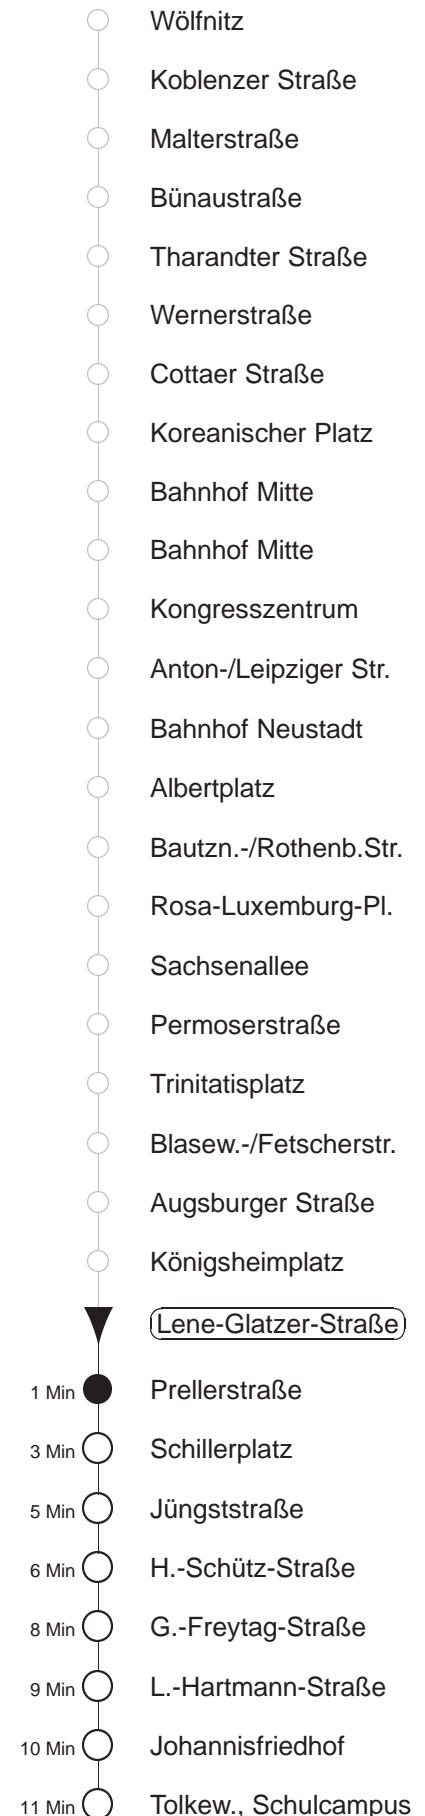 Wölfnitz
Koblenzer Straße
Malterstraße
Bünaustraße
Tharandter Straße
Wernerstraße
Cottaer Straße
Koreanischer Platz
Bahnhof Mitte
Bahnhof Mitte
Kongresszentrum
Anton-/Leipziger Str.
Bahnhof Neustadt
Albertplatz
Bautzn.-/Rothenb.Str.
Rosa-Luxemburg-Pl.
Sachsenallee
Permoserstraße
Trinitatisplatz
Blasew.-/Fetscherstr.
Augsburger Straße
Königsheimplatz
Lene-Glatzer-Straße
1 Min Prellerstraße
3 Min Schillerplatz
5 Min Jüngststraße
6 Min H.-Schütz-Straße
8 Min G.-Freytag-Straße
9 Min L.-Hartmann-Straße
10 Min Johannisfriedhof
11 Min Tolkew., Schulcampus